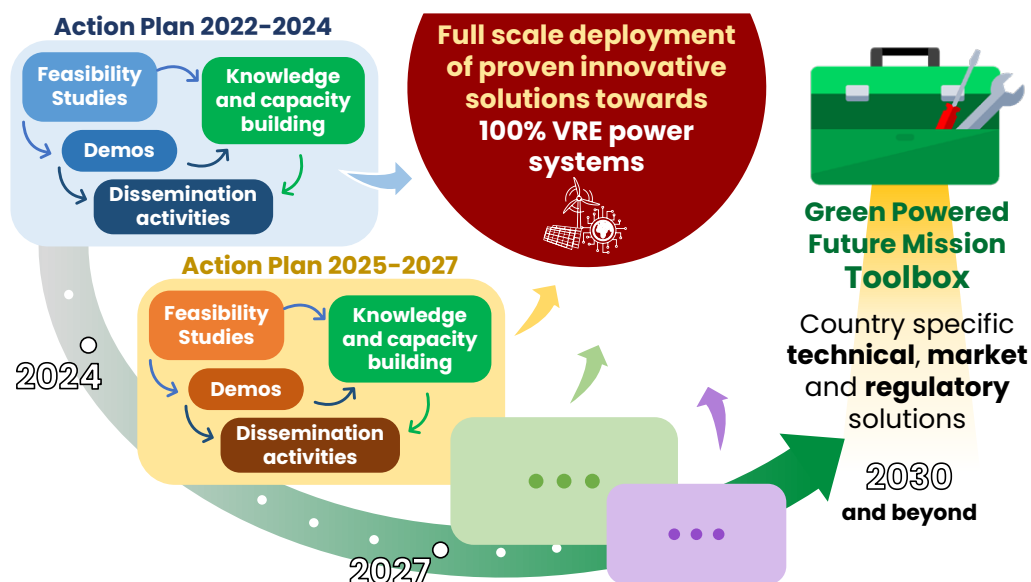 Action Plan 2022-2024
Feasibility
Studies
Knowledge
and capacity
building
Demos
Dissemination
activities
Full scale deployment
of proven innovative
solutions towards
100% VRE power
systems
Action Plan 2025-2027
Feasibility
Studies
Knowledge
and capacity
building
Demos
Dissemination
activities
2024
2027
Green Powered
Future Mission
Toolbox
Country specific
technical, market
and regulatory
solutions
2030
and beyond